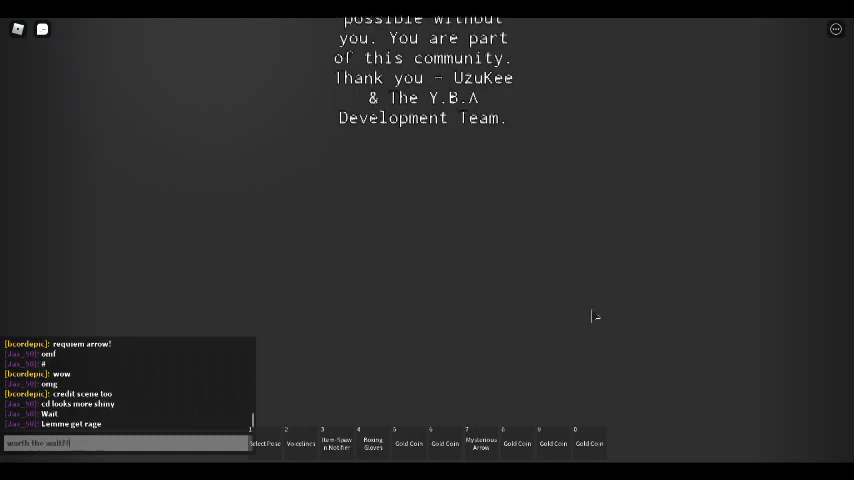 possible without
you. You are part
of this community.
Thank you - UzuKee
& The Y.B.A
Development Team.
[bcordepic]: requiem arrow!
[Jax_50]: omf
[Jax_50]: #
[bcordepic]: wow
[Jax_50]: omg
[bcordepic]: credit scene too
[Jax_50]: cd looks more shiny
[Jax_50]: Wait
[Jax_50]: Lemme get rage
worth the wait?!
1 2 3 4 5 6 7 8 9 0
Select Pose
Voicelines
Item-Spaw
n Notifier
Boxing
Gloves
Gold Coin
Gold Coin
Mysterious
Arrow
Gold Coin
Gold Coin
Gold Coin